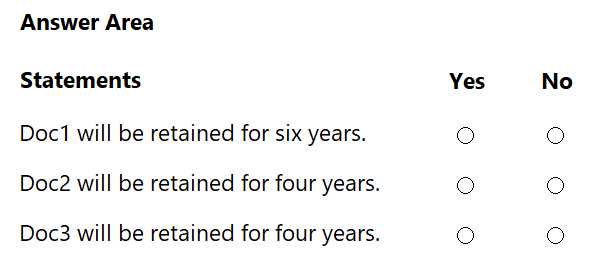 Answer Area
Statements Yes No
Doc1 will be retained for six years.
Doc2 will be retained for four years.
Doc3 will be retained for four years.